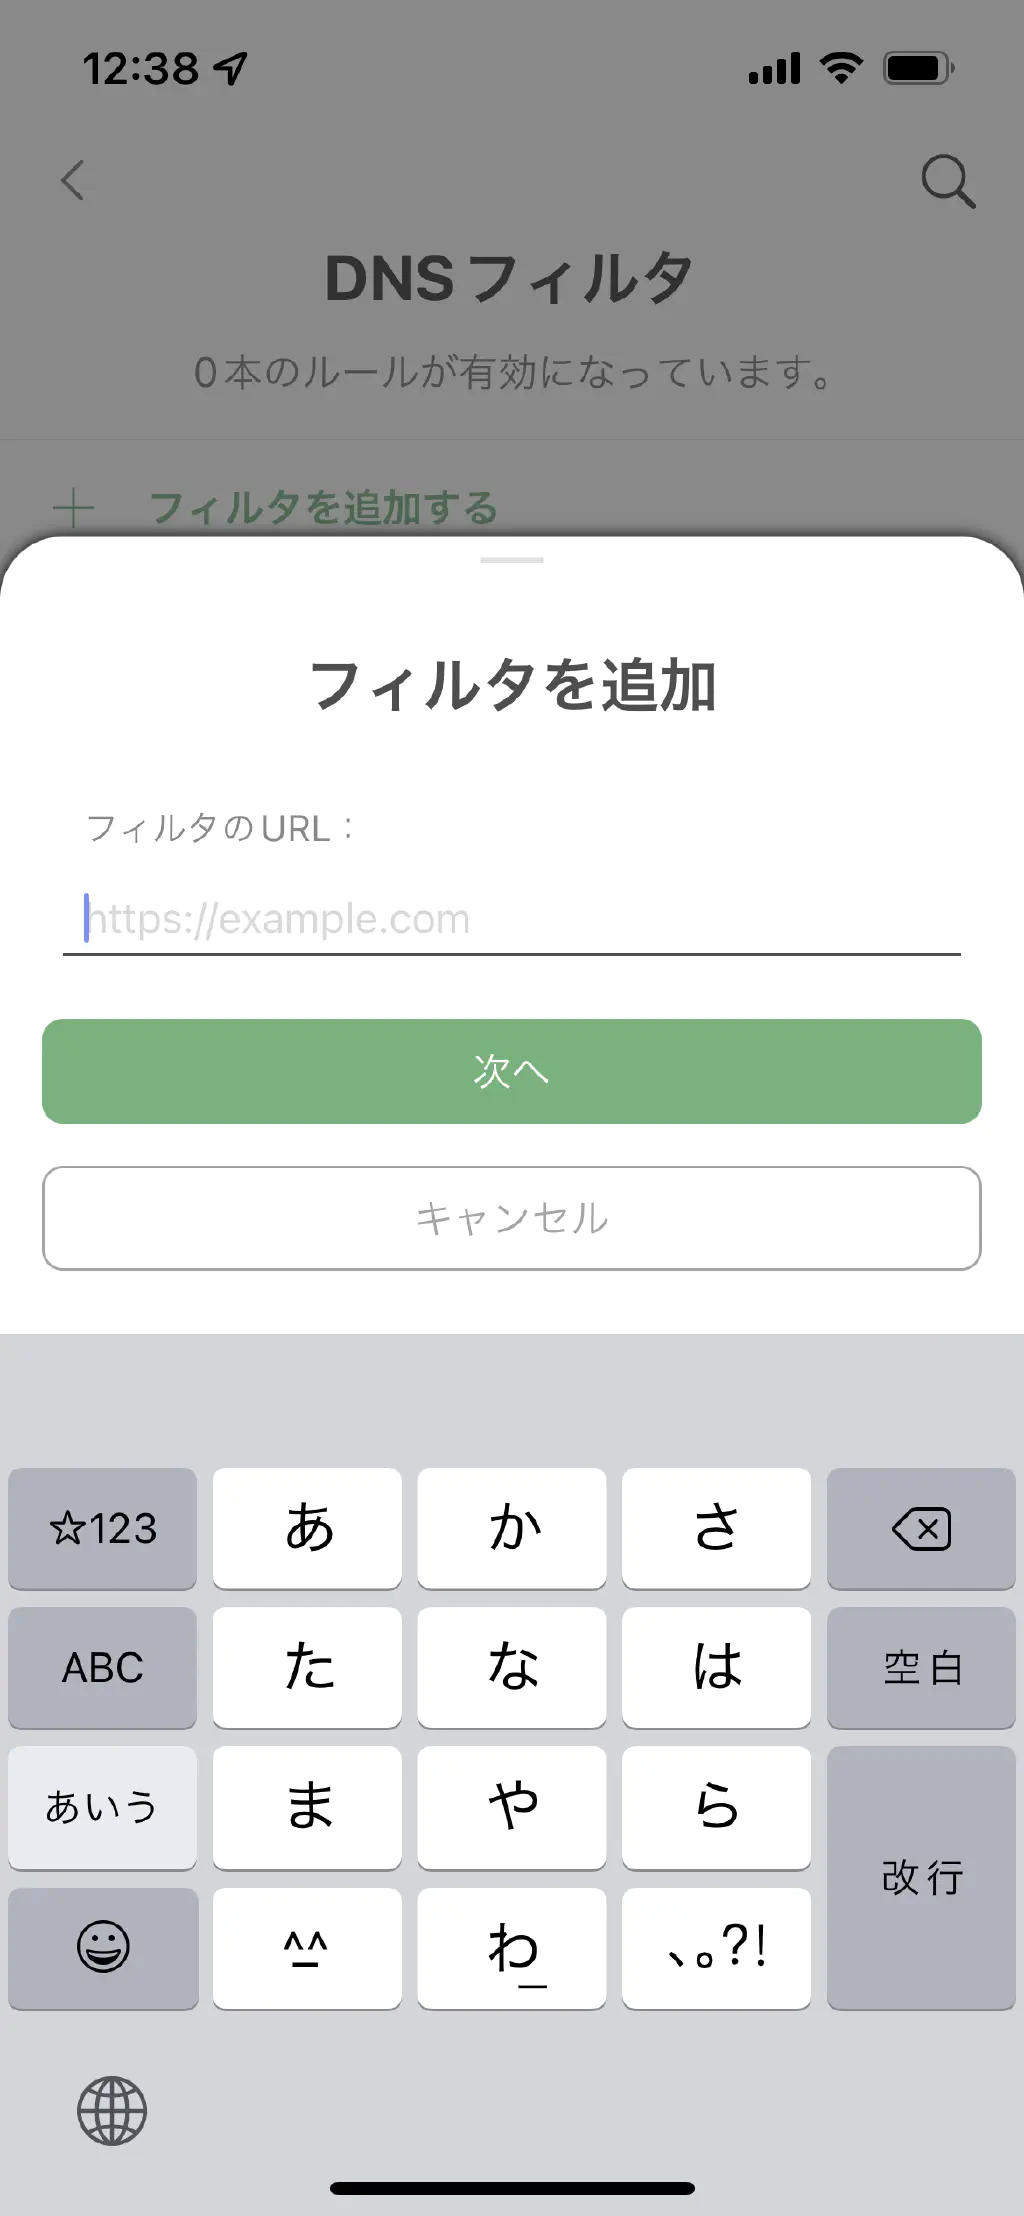 12:38
DNSフィルタ
0本のルールが有効になっています。
フィルタを追加する
フィルタを追加
フィルタのURL：
https://example.com
次へ
キャンセル
☆123 あ か さ
ABC た な は 空白
あいう ま や ら
改行
^^ わ 、。?!